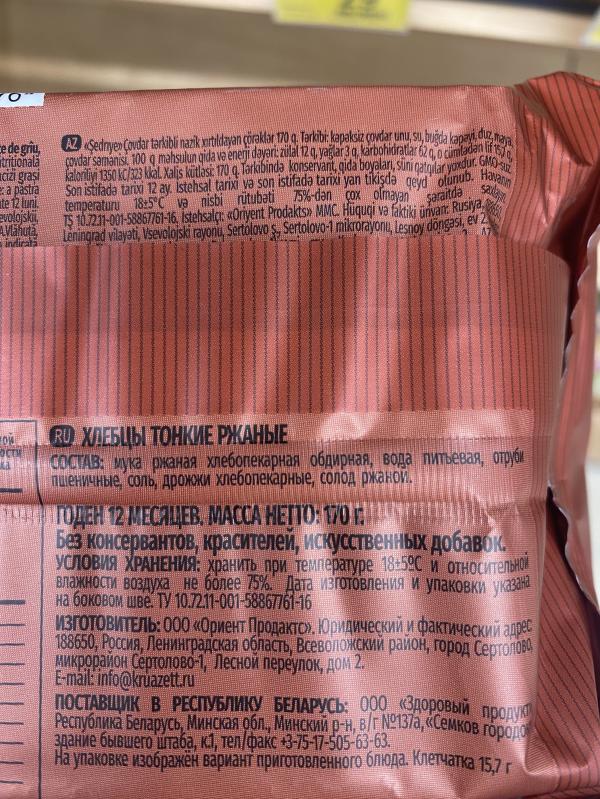 AZ «Şedrıye» Çovdar tərkibli nazik xırtıldayan çörəklər 170 q. Tərkibi: kəpəksiz çovdar unu, su, buğda kəpəyi, duz, maya,
çovdar səmənisi. 100 q məhsulun qida və enerji dəyəri: zülal 12 q, yağlar 3 q, karbohidratlar 62 q, o cümlədən lif 15,7 q,
kaloriliyi 1350 kC/323 kkal. Xalis kütləsi: 170 q. Tərkibində konservant, qida boyaları, süni qatqılar yoxdur. GMO-suz.
Son istifadə tarixi 12 ay. İstehsal tarixi və son istifadə tarixi yan tikişdə qeyd olunub. Havanın
temperaturu 18±5°C və nisbi rütubəti 75%-dən çox olmayan şəraitdə saxlayın.
TŞ 10.72.11-001-58867761-16. İstehsalçı: «Oriyent Prodakts» MMC. Hüquqi və faktiki ünvan: Rusiya,
Leninqrad vilayəti, Vsevolojski rayonu, Sertolovo ş., Sertolovo-1 mikrorayonu, Lesnoy döngəsi, ev 2.
RU ХЛЕБЦЫ ТОНКИЕ РЖАНЫЕ
СОСТАВ: мука ржаная хлебопекарная обдирная, вода питьевая, отруби
пшеничные, соль, дрожжи хлебопекарные, солод ржаной.
ГОДЕН 12 МЕСЯЦЕВ. МАССА НЕТТО: 170 г.
Без консервантов, красителей, искусственных добавок.
УСЛОВИЯ ХРАНЕНИЯ: хранить при температуре 18±5ºС и относительной
влажности воздуха не более 75%. Дата изготовления и упаковки указана
на боковом шве. ТУ 10.72.11-001-58867761-16
ИЗГОТОВИТЕЛЬ: ООО «Ориент Продактс». Юридический и фактический адрес:
188650, Россия, Ленинградская область, Всеволожский район, город Сертолово,
микрорайон Сертолово-1, Лесной переулок, дом 2.
E-mail: info@kruazett.ru
ПОСТАВЩИК В РЕСПУБЛИКУ БЕЛАРУСЬ: ООО «Здоровый продукт»
Республика Беларусь, Минская обл., Минский р-н, в/г №137а, «Семков городок»
здание бывшего штаба, к.1, тел/факс +3-75-17-505-63-63.
На упаковке изображён вариант приготовленного блюда. Клетчатка 15,7 г